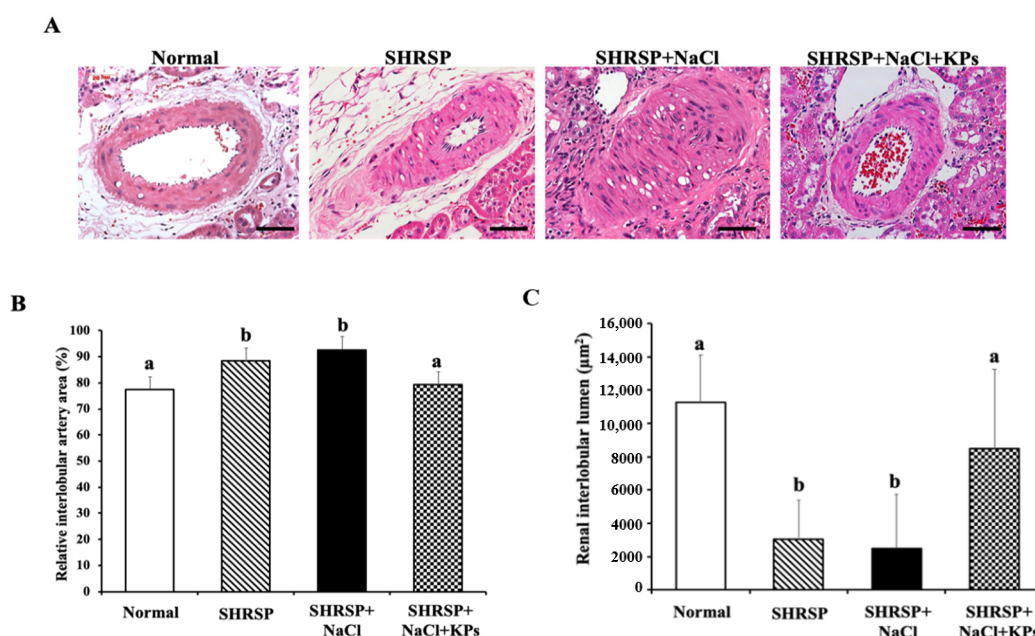 A
Normal
SHRSP
SHRSP+NaCl
SHRSP+NaCl+KPs
B
Relative interlobular artery area (%)
100
90
80
70
60
50
40
30
20
10
0
a
b
b
a
Normal
SHRSP
SHRSP+
NaCl
SHRSP+
NaCl+KPs
C
Renal interlobular lumen (μm²)
16,000
14,000
12,000
10,000
8000
6000
4000
2000
0
a
b
b
a
Normal
SHRSP
SHRSP+
NaCl
SHRSP+
NaCl+KPs